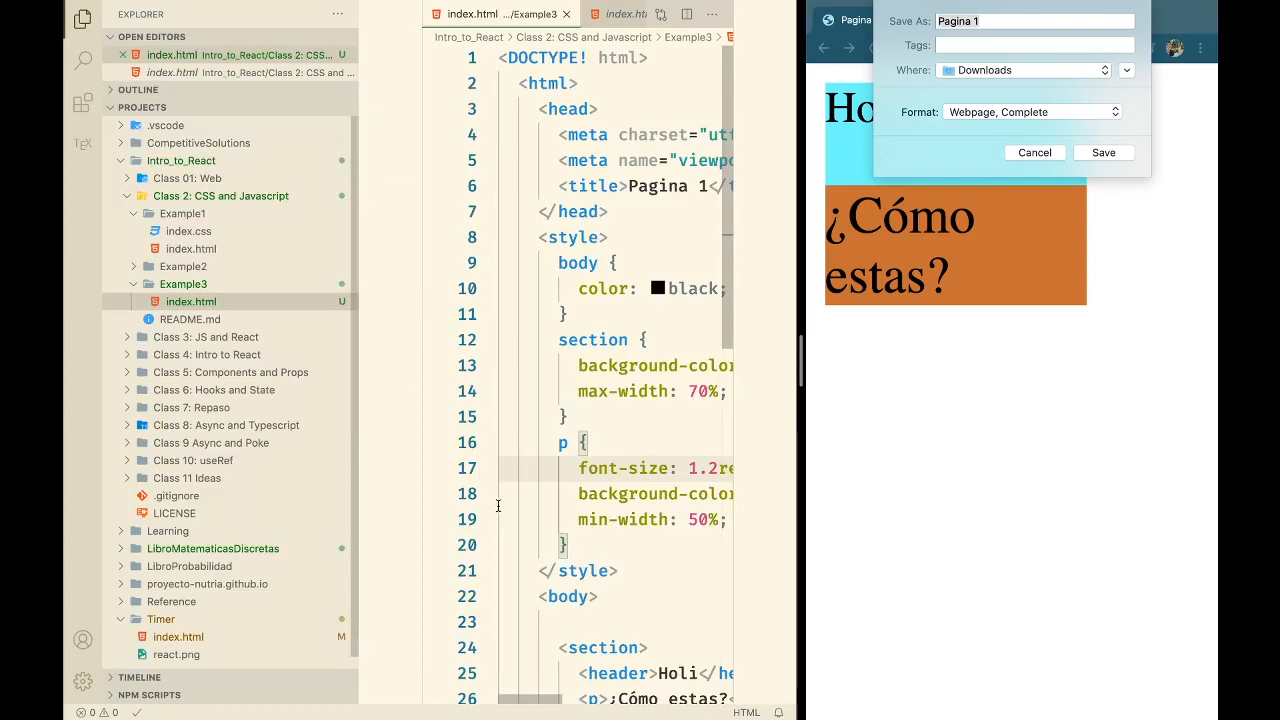 EXPLORER
OPEN EDITORS
index.html Intro_to_React/Class 2: CSS... U
index.html Intro_to_React/Class 2: CSS and ...
OUTLINE
PROJECTS
.vscode
CompetitiveSolutions
Intro_to_React
Class 01: Web
Class 2: CSS and Javascript
Example1
index.css
index.html
Example2
Example3
index.html U
README.md
Class 3: JS and React
Class 4: Intro to React
Class 5: Components and Props
Class 6: Hooks and State
Class 7: Repaso
Class 8: Async and Typescript
Class 9 Async and Poke
Class 10: useRef
Class 11 Ideas
.gitignore
LICENSE
Learning
LibroMatematicasDiscretas
LibroProbabilidad
proyecto-nutria.github.io
Reference
Timer
index.html M
react.png
TIMELINE
NPM SCRIPTS
0 0
HTML
index.html .../Example3
index.ht
Intro_to_React > Class 2: CSS and Javascript > Example3 >
1 <DOCTYPE! html>
2 <html>
3 <head>
4 <meta charset="ut
5 <meta name="viewpo
6 <title>Pagina 1</t
7 </head>
8 <style>
9 body {
10 color: black;
11 }
12 section {
13 background-color
14 max-width: 70%;
15 }
16 p {
17 font-size: 1.2re
18 background-color
19 min-width: 50%;
20 }
21 </style>
22 <body>
23
24 <section>
25 <header>Holi</he
26 <p>¿Cómo estas?<
Pagina
Save As: Pagina 1
Tags:
Where: Downloads
Format: Webpage, Complete
Cancel Save
Ho
¿Cómo
estas?